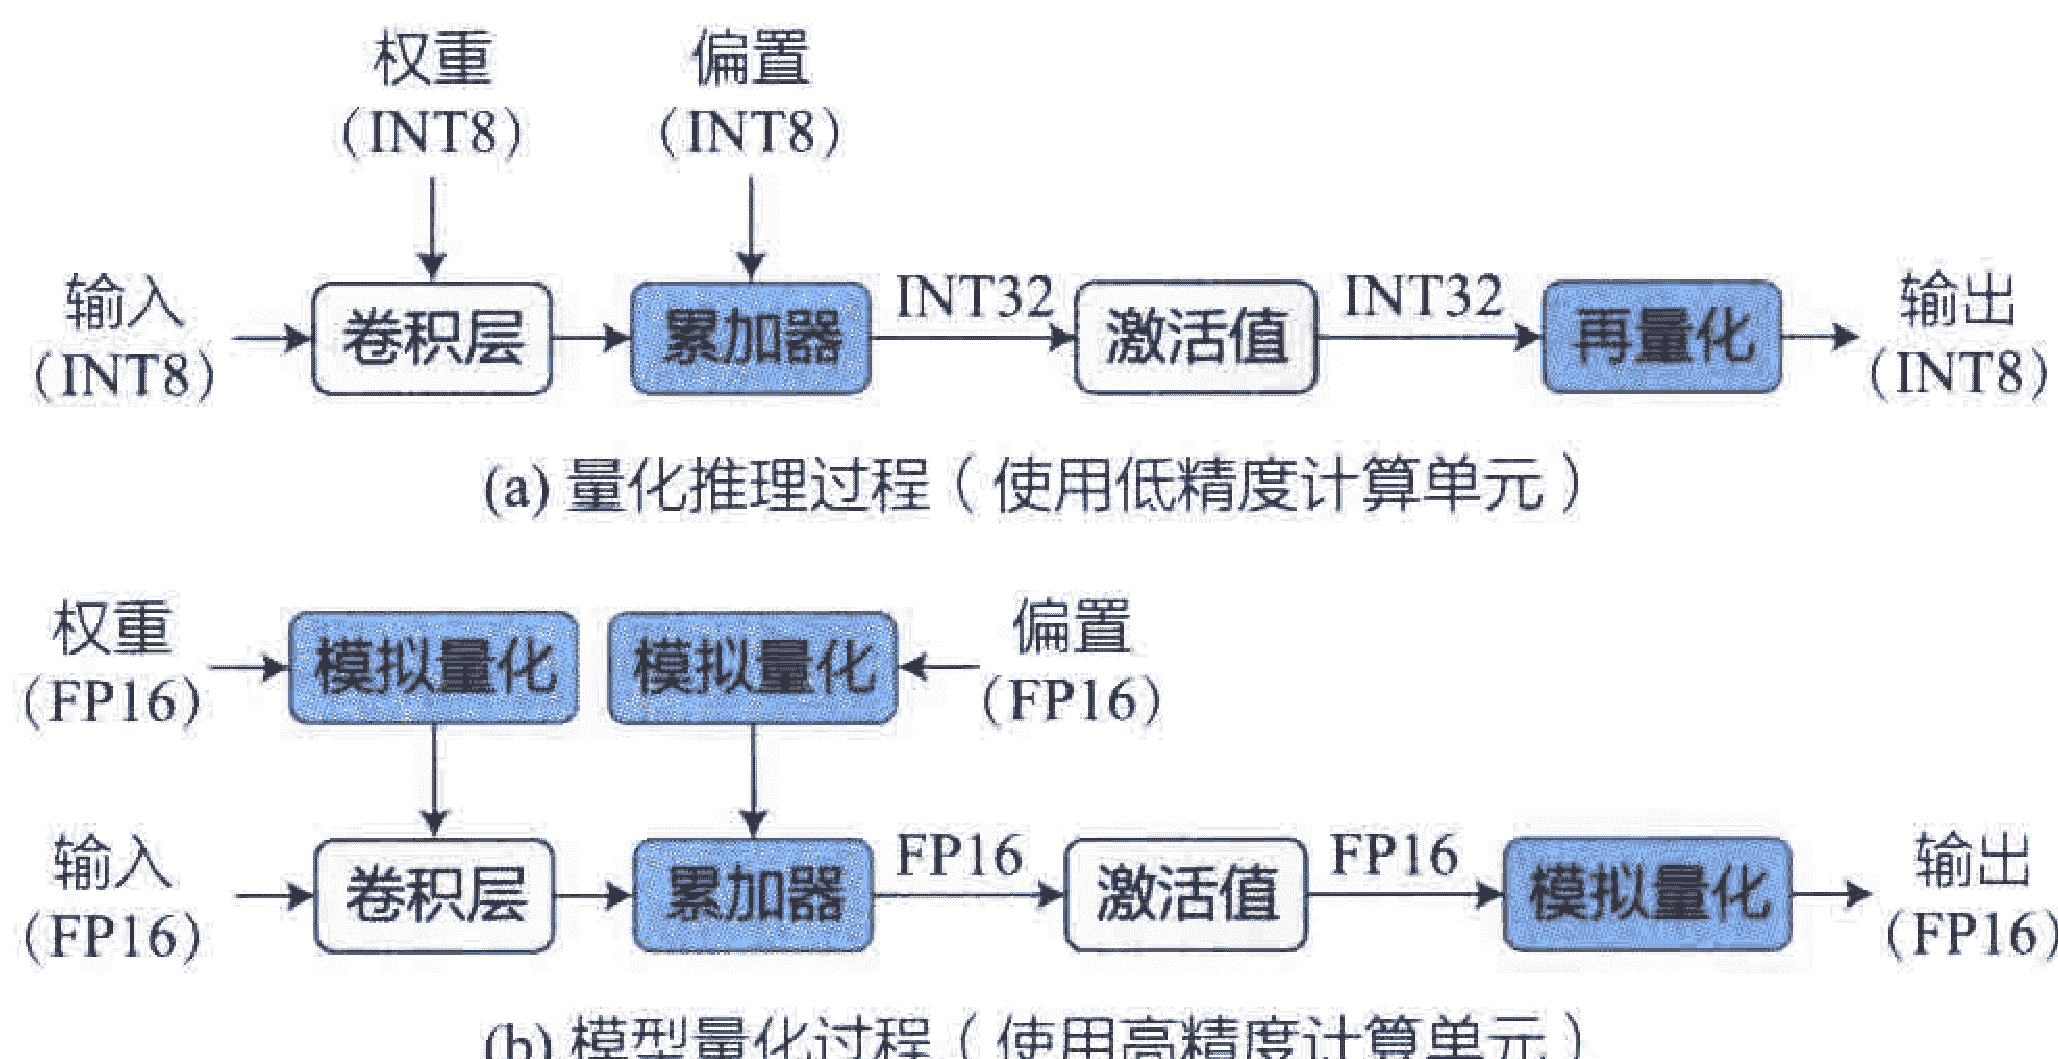 权重
(INT8)
偏置
(INT8)
输入
(INT8)
卷积层
累加器
INT32
激活值
INT32
再量化
输出
(INT8)
(a) 量化推理过程（使用低精度计算单元）
权重
(FP16)
模拟量化
模拟量化
偏置
(FP16)
输入
(FP16)
卷积层
累加器
FP16
激活值
FP16
模拟量化
输出
(FP16)
(b) 模型量化过程（使用高精度计算单元）